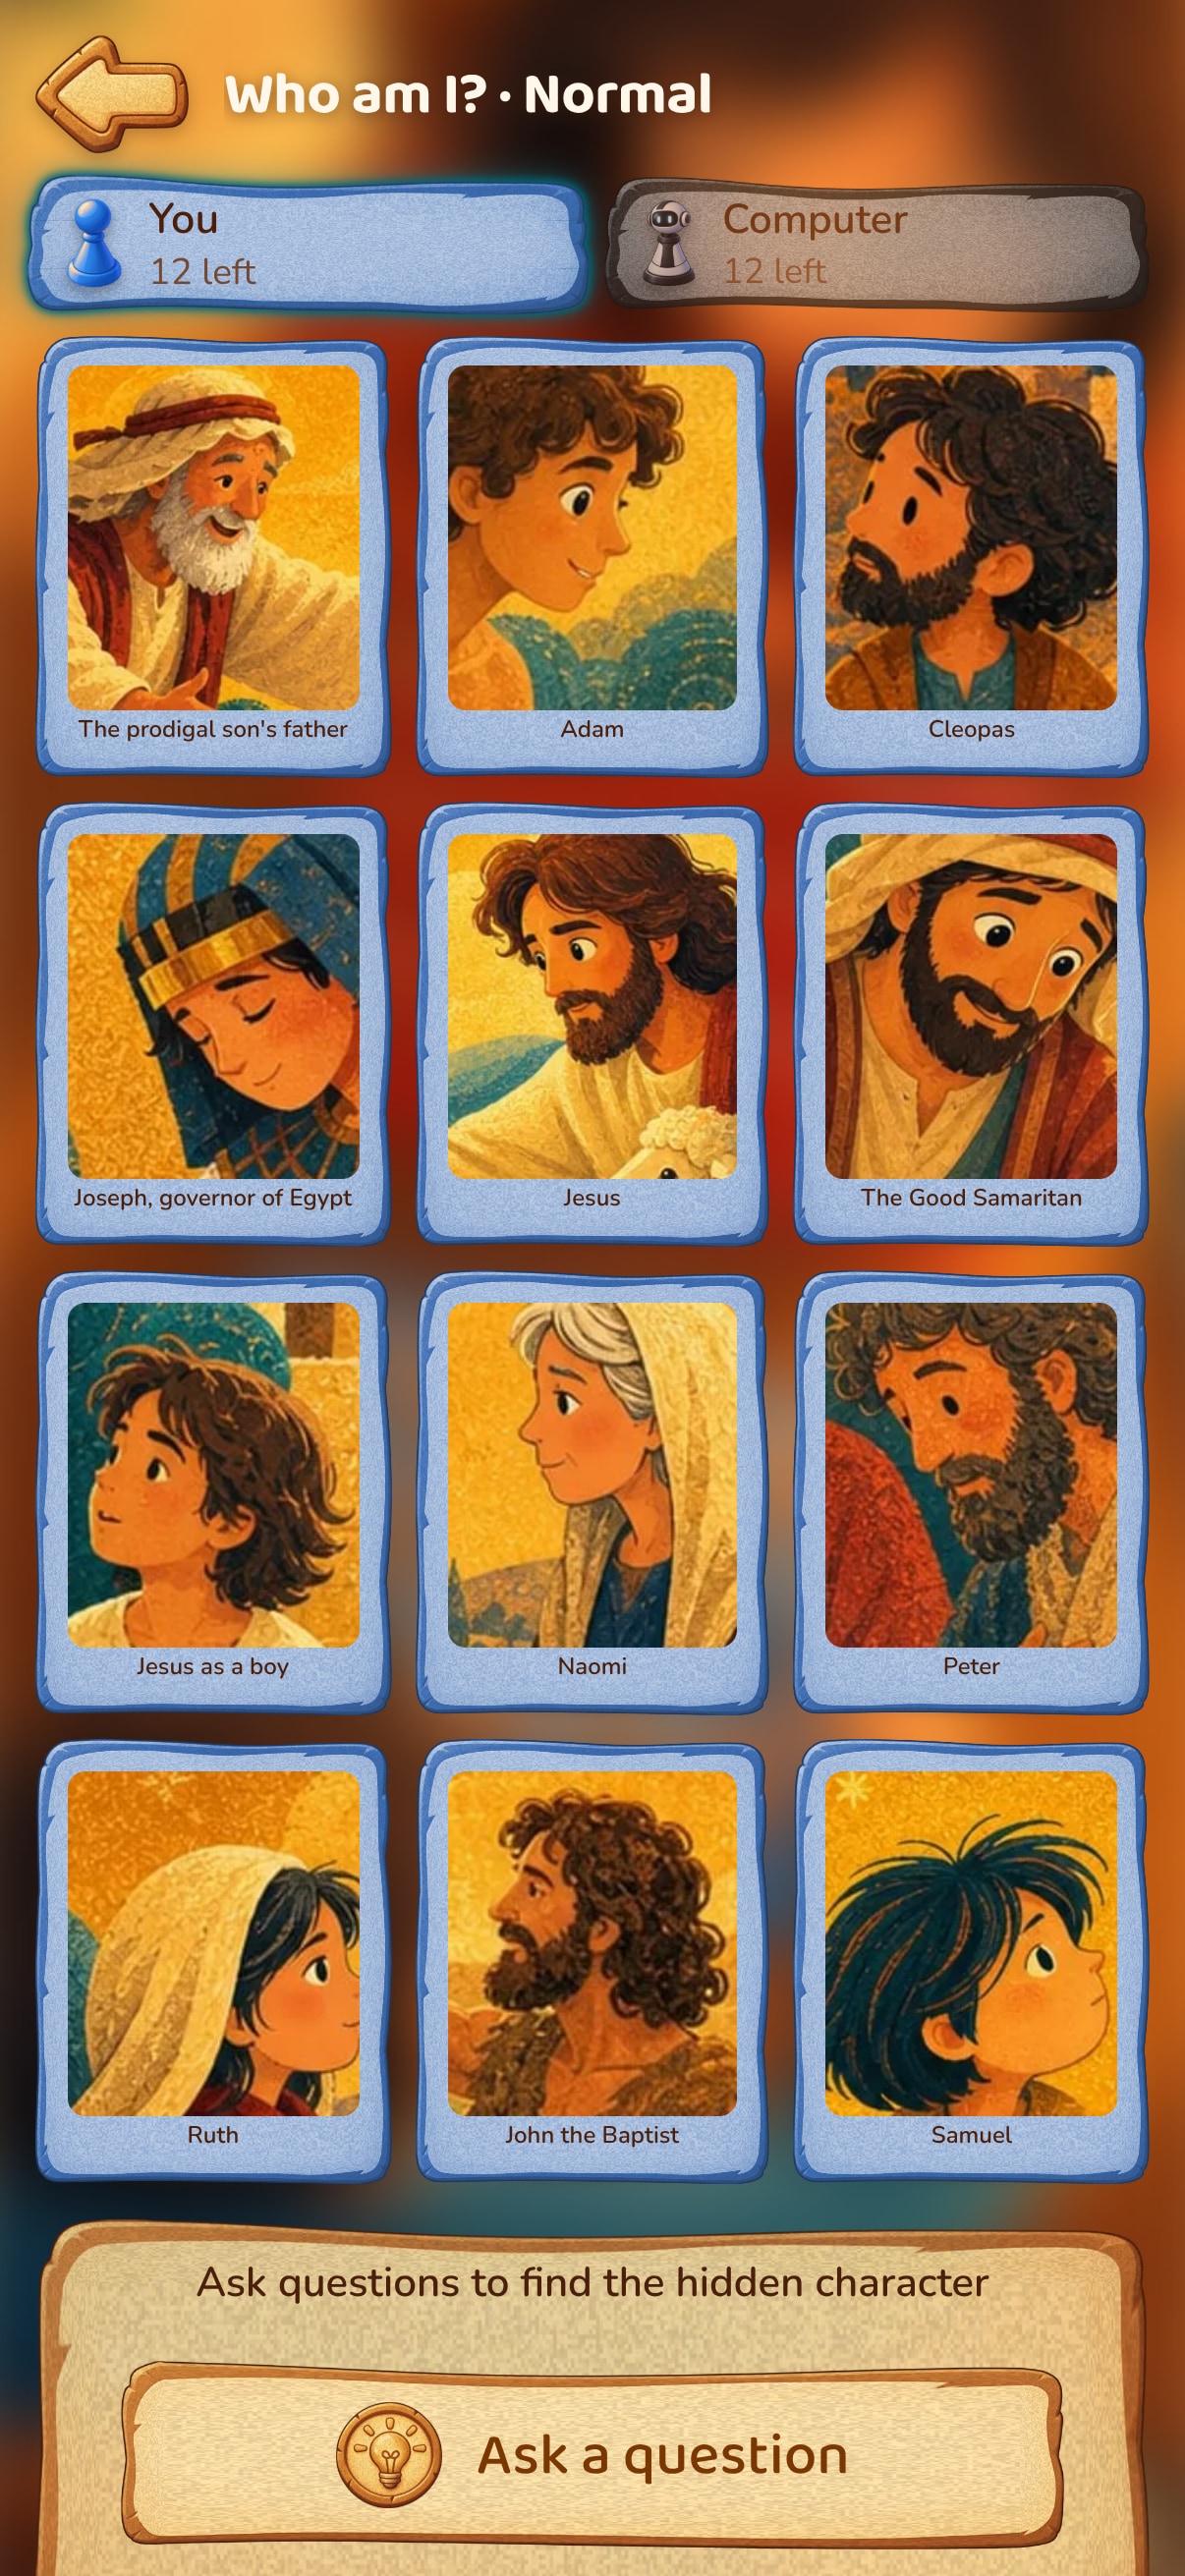 Who am I? · Normal
You
12 left
Computer
12 left
The prodigal son's father
Adam
Cleopas
Joseph, governor of Egypt
Jesus
The Good Samaritan
Jesus as a boy
Naomi
Peter
Ruth
John the Baptist
Samuel
Ask questions to find the hidden character
Ask a question